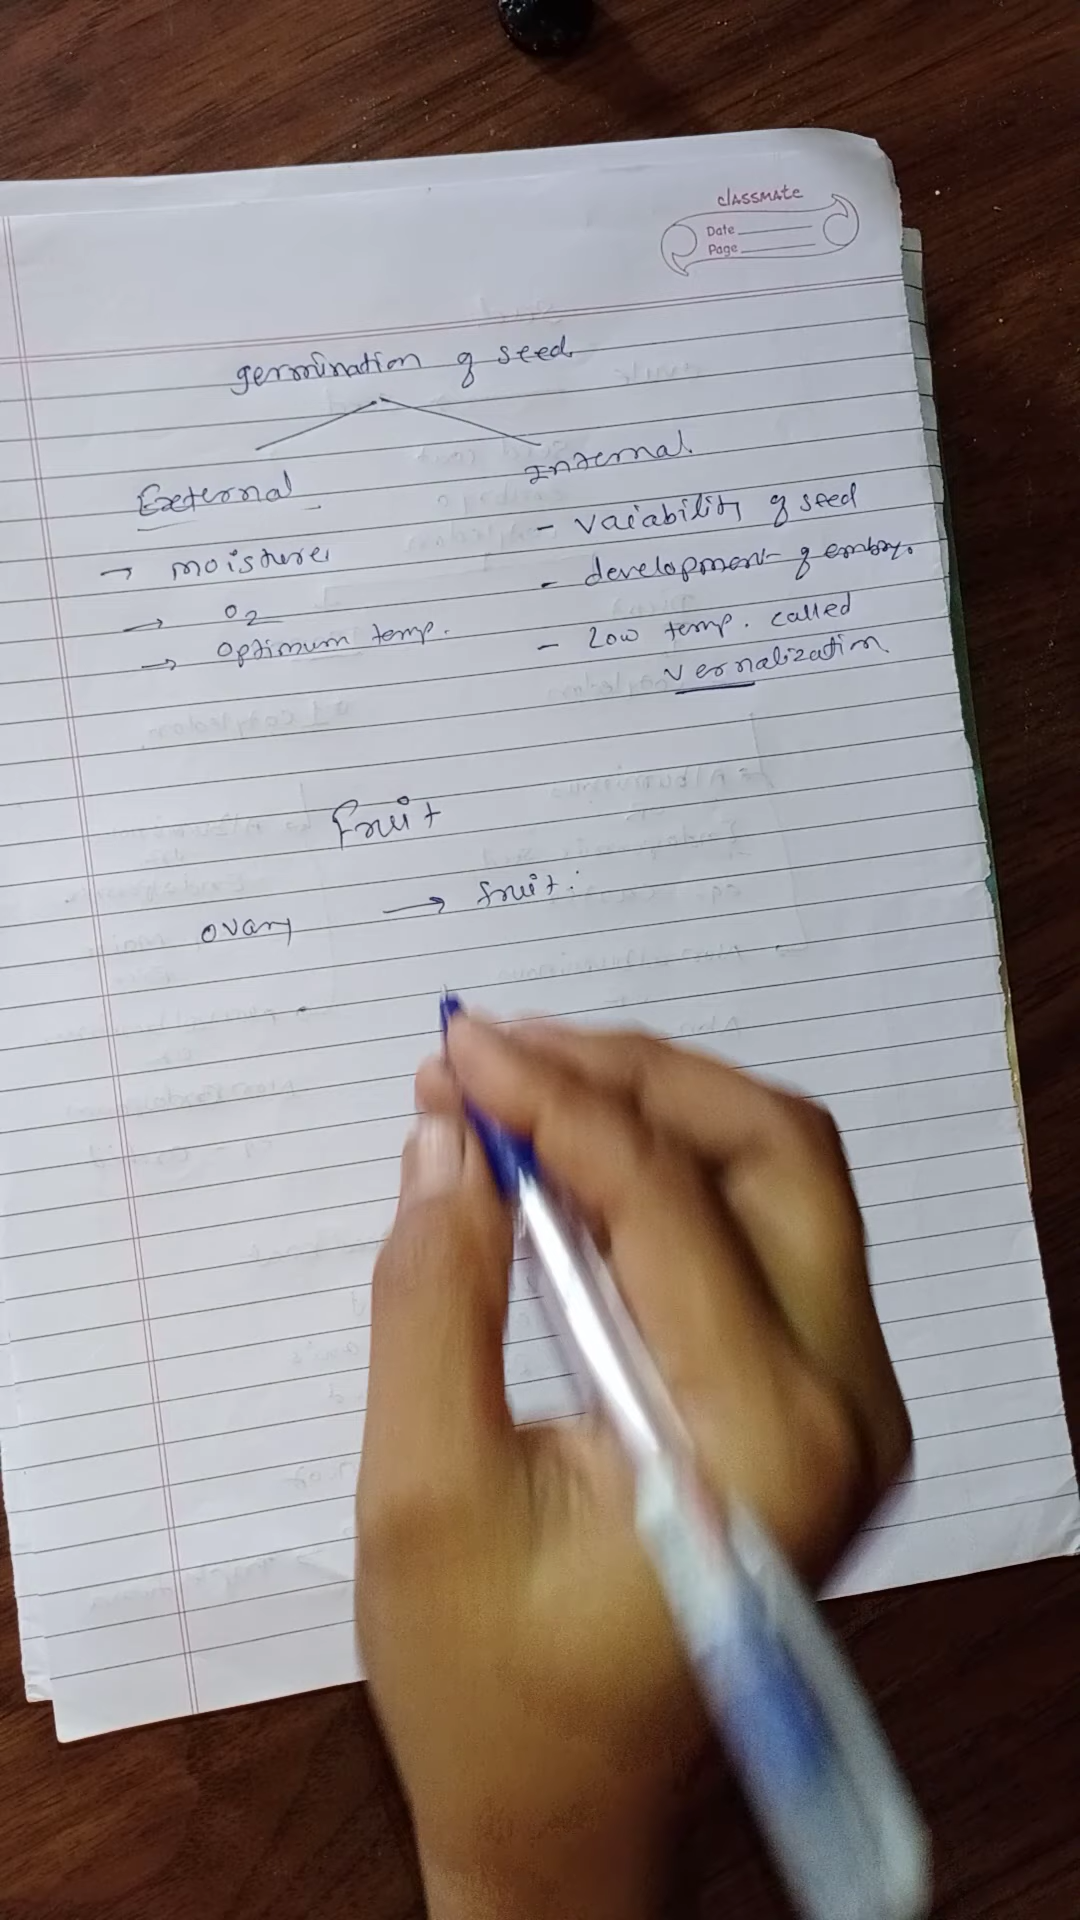 classmate
Date
Page
germination of seed
External
→ moisture
→ O2
→ optimum temp.
Internal
- vaiability of seed
- development of embry.
- low temp. called
vernalization
Fruit
ovary → fruit.